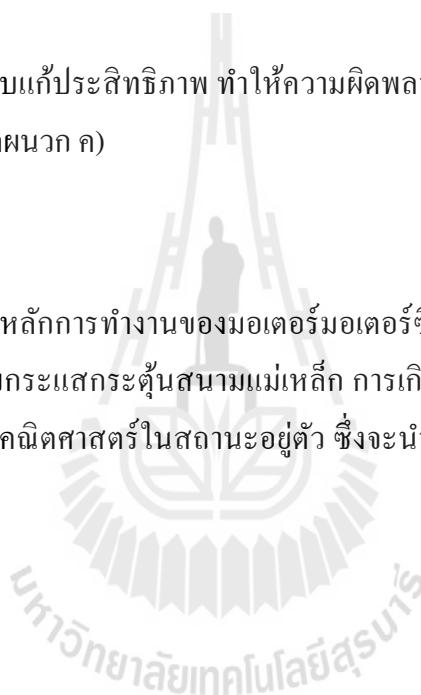 บแก้ประสิทธิภาพ ทำให้ความผิดพลา
ผนวก ค)
หลักการทำงานของมอเตอร์มอเตอร์ซิ
กระแสกระตุ้นสนามแม่เหล็ก การเกิ
คณิตศาสตร์ในสถานะอยู่ตัว ซึ่งจะนำ
มหาวิทยาลัยเทคโนโลยีสุรนารี